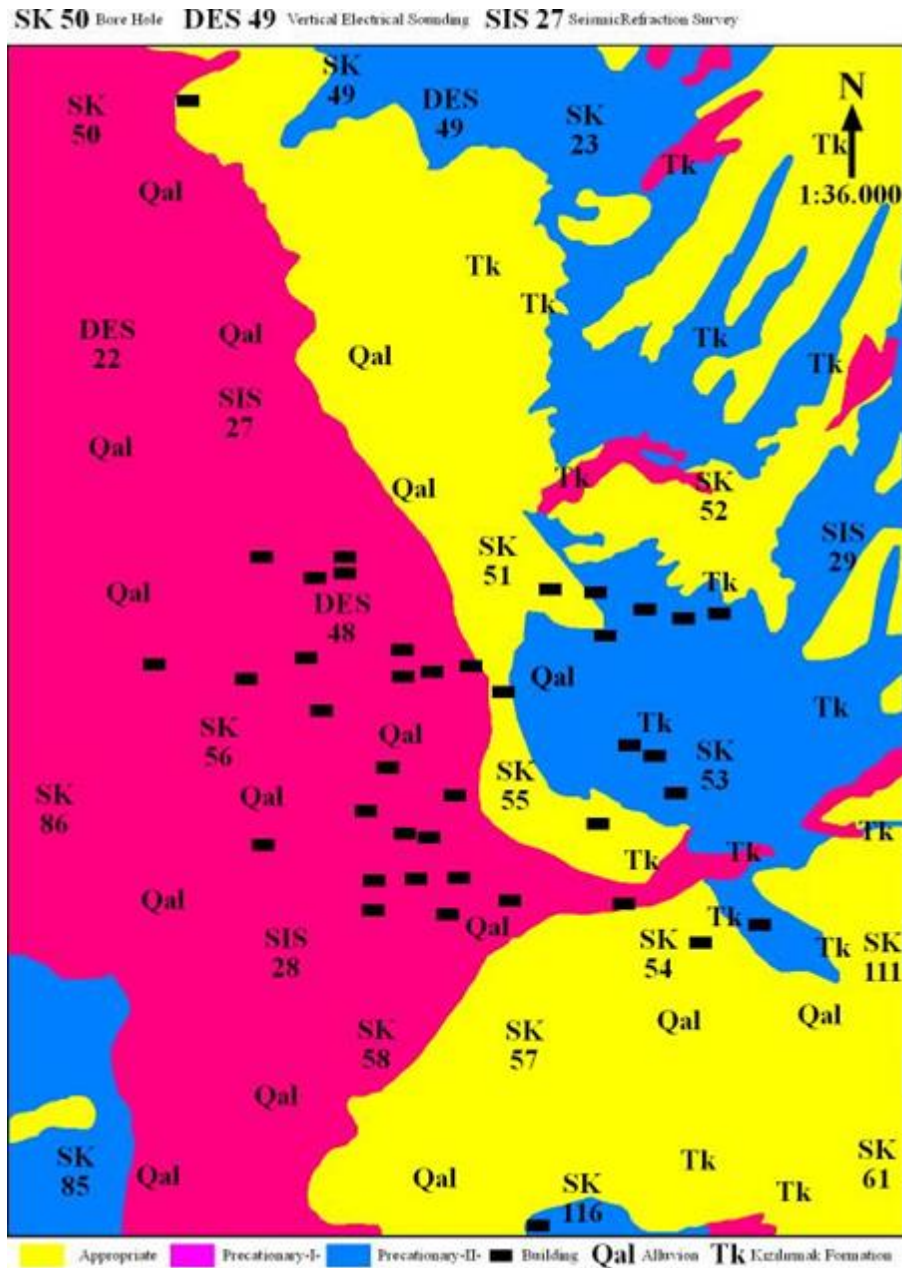 SK 50 Bore Hole DES 49 Vertical Electrical Sounding SIS 27 SeismicRefraction Survey
SK
50
SK
49
DES
49
SK
23
N
Tk
Tk
1:36.000
Qal
Tk
Tk
DES
22
Qal
Qal
Tk
Tk
SIS
27
Qal
Qal
Tk
SK
52
SK
51
SIS
29
Tk
Qal
DES
48
Qal
Tk
SK
56
Qal
Tk
SK
53
SK
55
SK
86
Qal
Tk
Tk
Tk
Qal
Qal
Tk
SIS
28
SK
54
Tk
SK
111
Qal
Qal
SK
58
SK
57
Qal
SK
85
Qal
Qal
SK
116
Tk
Tk
SK
61
Appropriate Precationary-I- Precationary-II- Building Qal Alluvion Tk Kızılırmak Formation